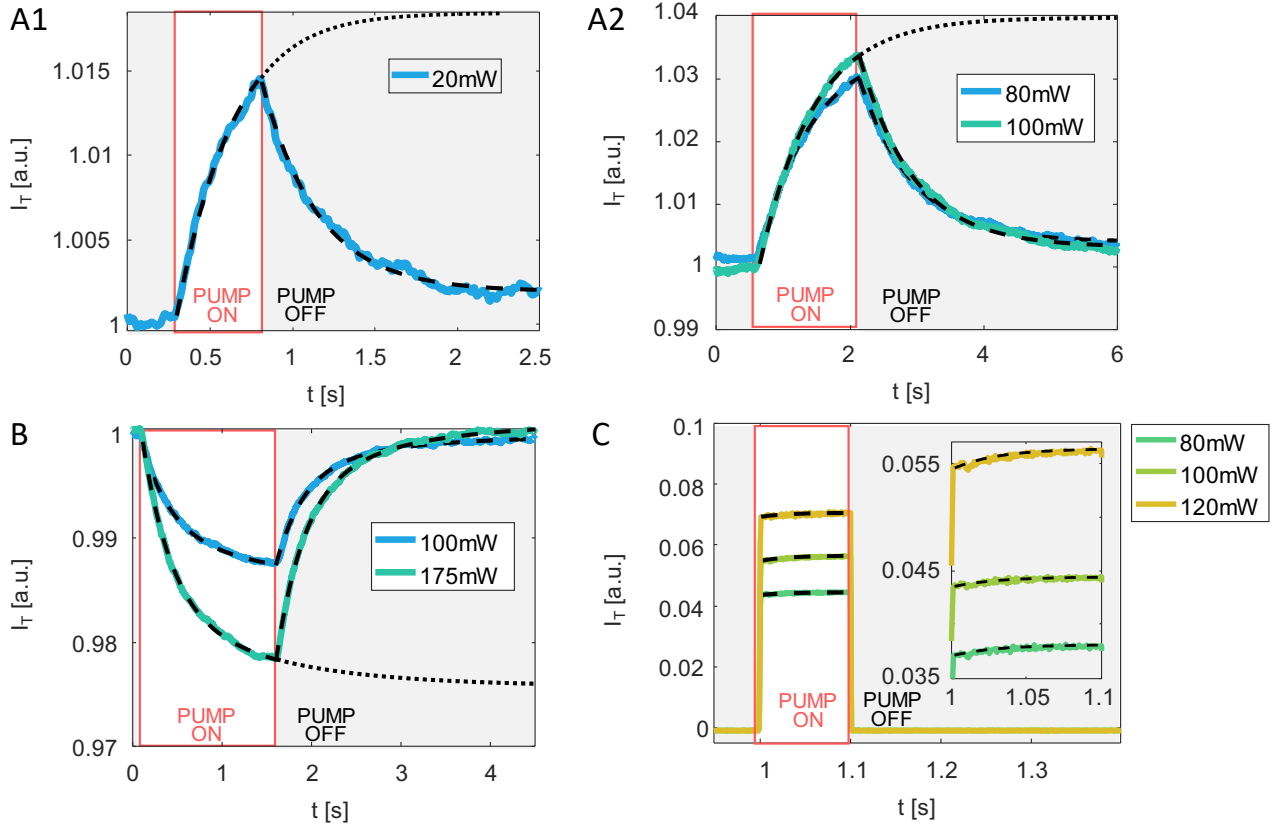 A1
I_T [a.u.]
1.015
1.01
1.005
1
20mW
PUMP
ON
PUMP
OFF
0 0.5 1 1.5 2 2.5
t [s]
A2
I_T [a.u.]
1.04
1.03
1.02
1.01
1
0.99
80mW
100mW
PUMP
ON
PUMP
OFF
0 2 4 6
t [s]
B
I_T [a.u.]
1
0.99
0.98
0.97
100mW
175mW
PUMP
ON
PUMP
OFF
0 1 2 3 4
t [s]
C
I_T [a.u.]
0.1
0.08
0.06
0.04
0.02
0
0.055
0.045
0.035
1 1.05 1.1
PUMP
ON
PUMP
OFF
1 1.1 1.2 1.3
t [s]
80mW
100mW
120mW